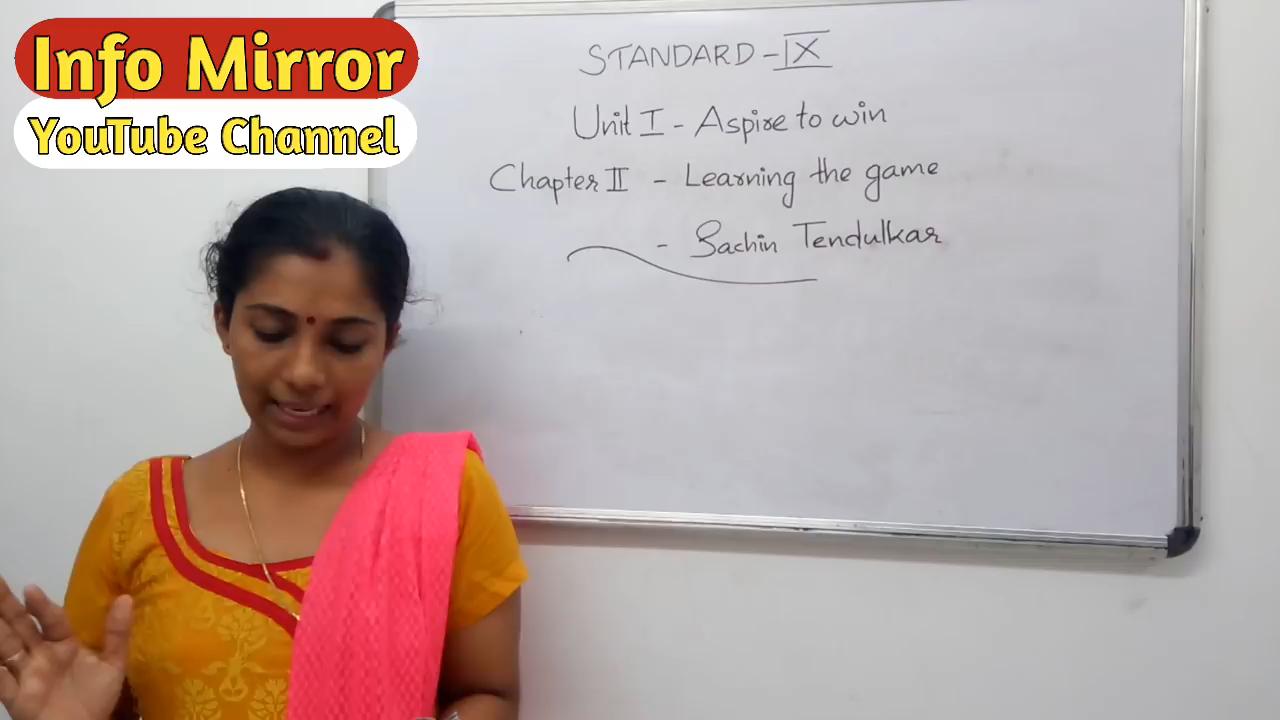 Info Mirror
YouTube Channel
STANDARD - IX
Unit I - Aspire to win
Chapter II - Learning the game
- Sachin Tendulkar